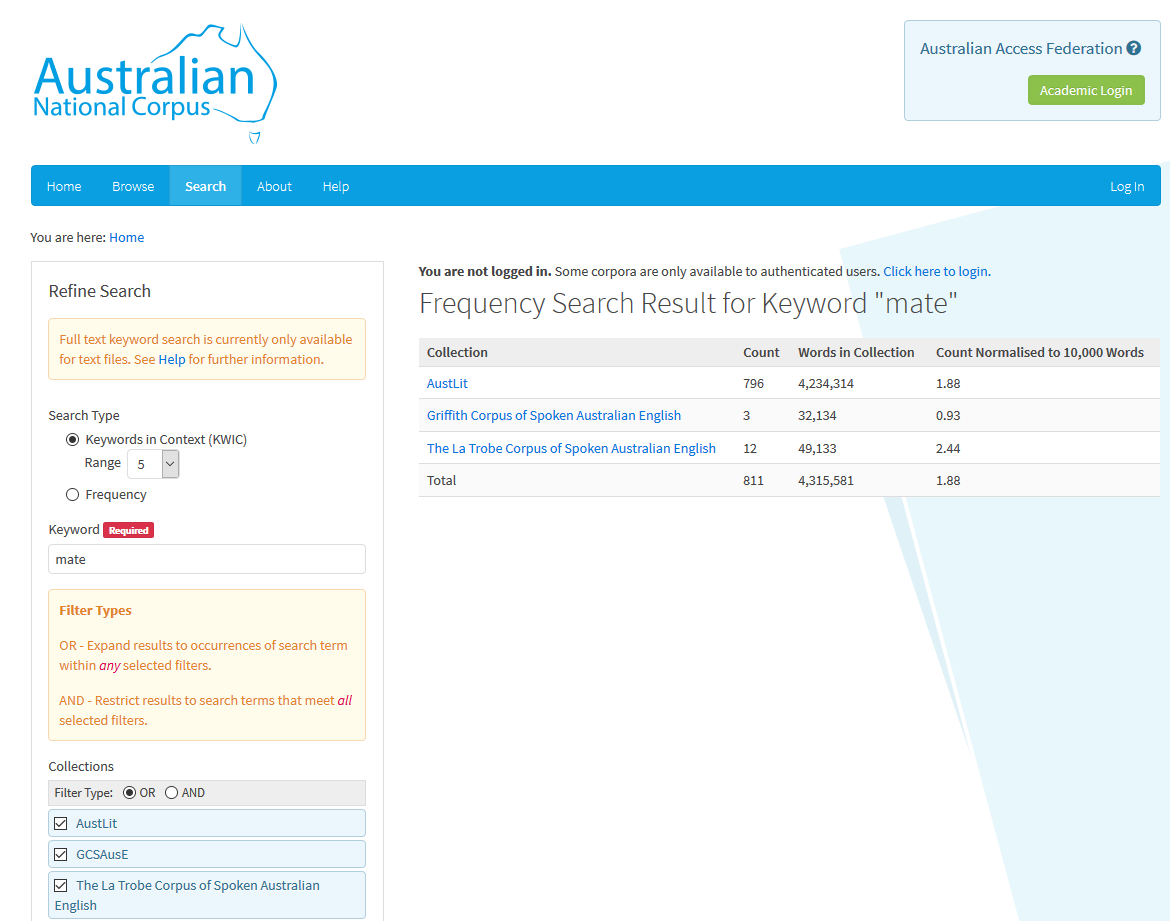 Australian
National Corpus
Australian Access Federation ?
Academic Login
Home Browse Search About Help Log In
You are here: Home
Refine Search
Full text keyword search is currently only available
for text files. See Help for further information.
Search Type
Keywords in Context (KWIC)
Range 5
Frequency
Keyword Required
mate
Filter Types
OR - Expand results to occurrences of search term
within any selected filters.
AND - Restrict results to search terms that meet all
selected filters.
Collections
Filter Type: OR AND
AustLit
GCSAusE
The La Trobe Corpus of Spoken Australian
English
You are not logged in. Some corpora are only available to authenticated users. Click here to login.
Frequency Search Result for Keyword "mate"
Collection Count Words in Collection Count Normalised to 10,000 Words
AustLit 796 4,234,314 1.88
Griffith Corpus of Spoken Australian English 3 32,134 0.93
The La Trobe Corpus of Spoken Australian English 12 49,133 2.44
Total 811 4,315,581 1.88